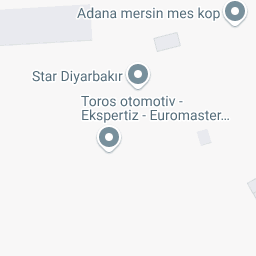 Adana mersin mes kop
Star Diyarbakır
Toros otomotiv -
Ekspertiz - Euromaster...